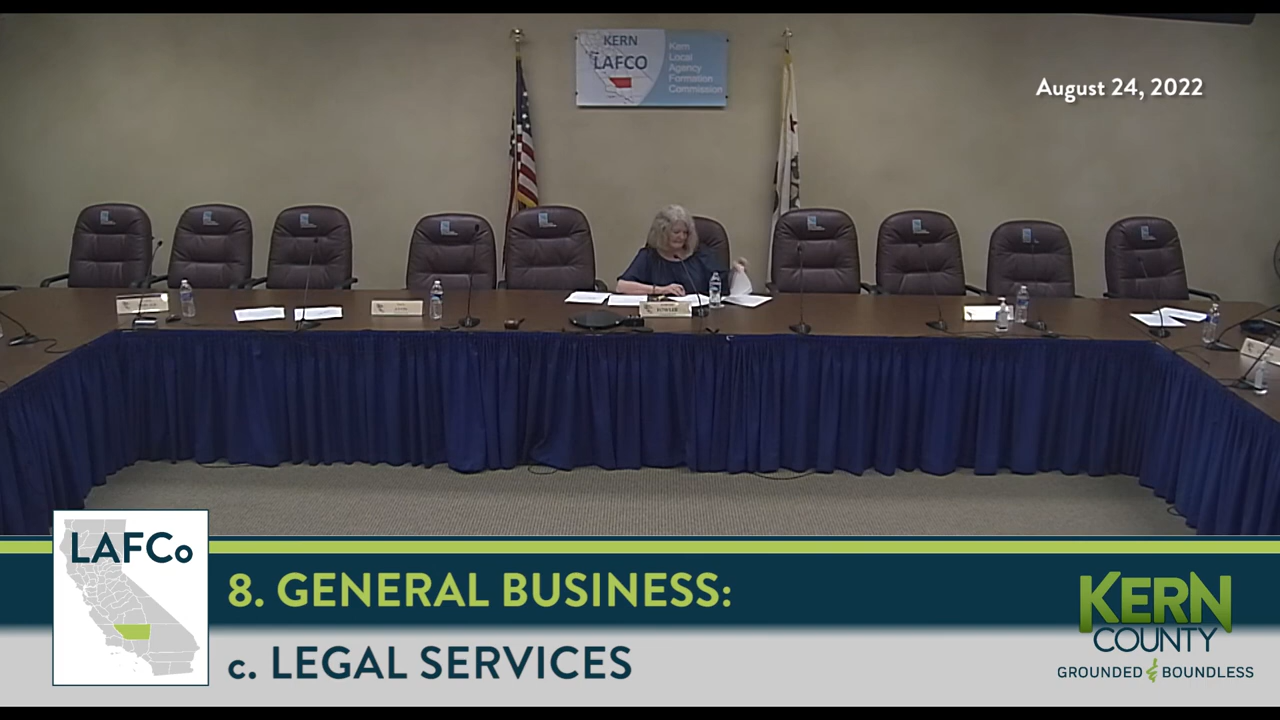 KERN
LAFCO
Kern
Local
Agency
Formation
Commission
August 24, 2022
FOWLER
LAFCo
8. GENERAL BUSINESS:
c. LEGAL SERVICES
KERN
COUNTY
GROUNDED BOUNDLESS